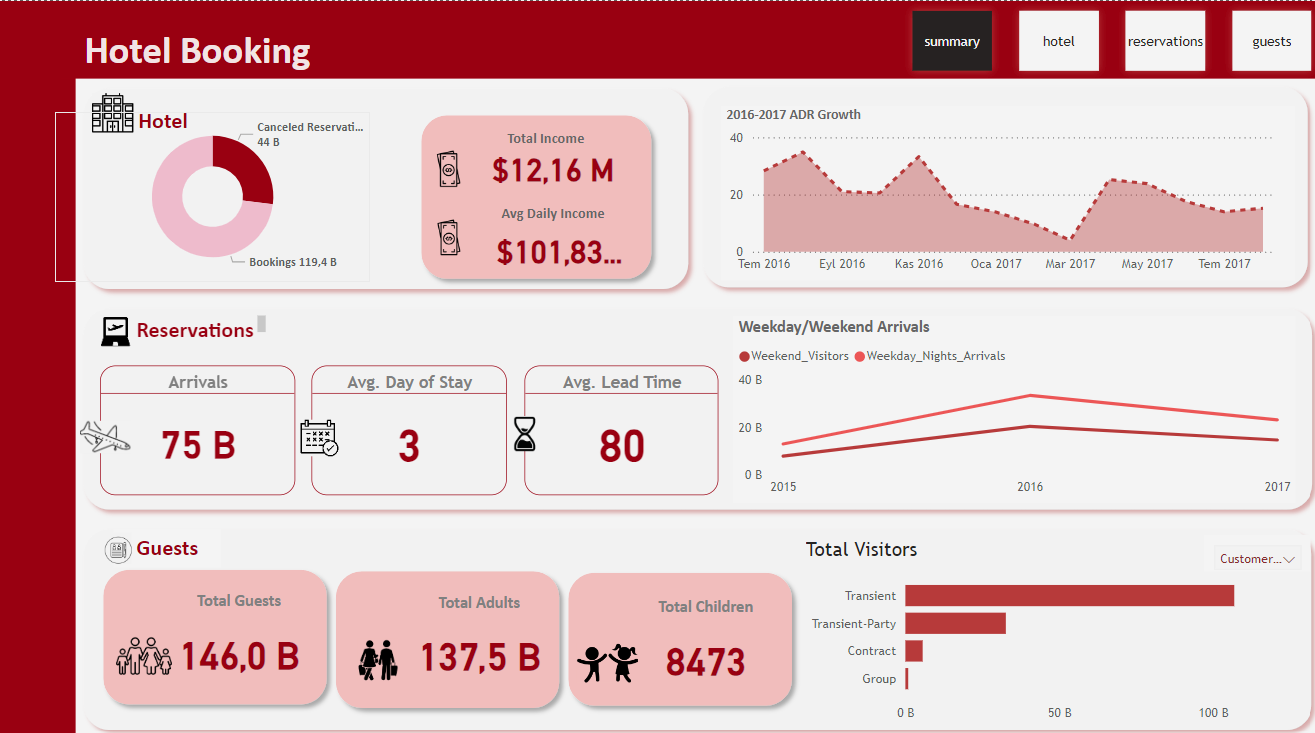 Hotel Booking
summary
hotel
reservations
guests
Hotel
Canceled Reservati...
44 B
Bookings 119,4 B
Total Income
$12,16 M
Avg Daily Income
$101,83...
2016-2017 ADR Growth
40
20
0
Tem 2016 Eyl 2016 Kas 2016 Oca 2017 Mar 2017 May 2017 Tem 2017
Reservations
Arrivals
75 B
Avg. Day of Stay
3
Avg. Lead Time
80
Weekday/Weekend Arrivals
Weekend_Visitors Weekday_Nights_Arrivals
40 B
20 B
0 B
2015 2016 2017
Guests
Total Guests
146,0 B
Total Adults
137,5 B
Total Children
8473
Total Visitors
Customer...
Transient
Transient-Party
Contract
Group
0 B 50 B 100 B